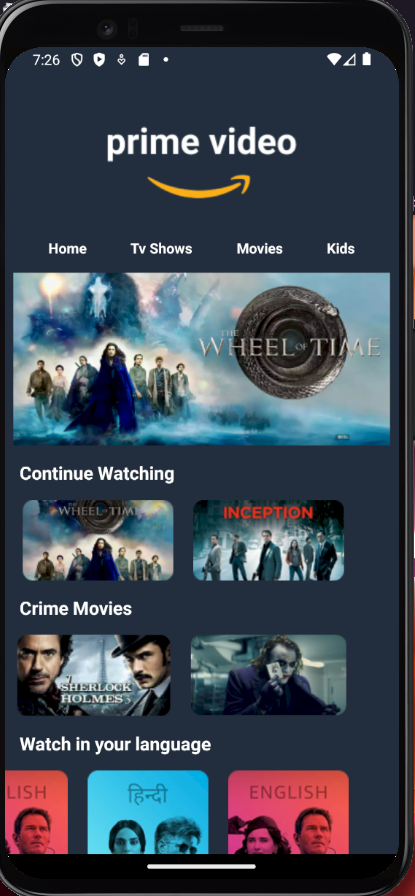 7:26
prime video
Home Tv Shows Movies Kids
THE
WHEEL OF TIME
Continue Watching
WHEEL OF TIME
INCEPTION
Crime Movies
SHERLOCK
HOLMES
Watch in your language
LISH हिन्दी ENGLISH